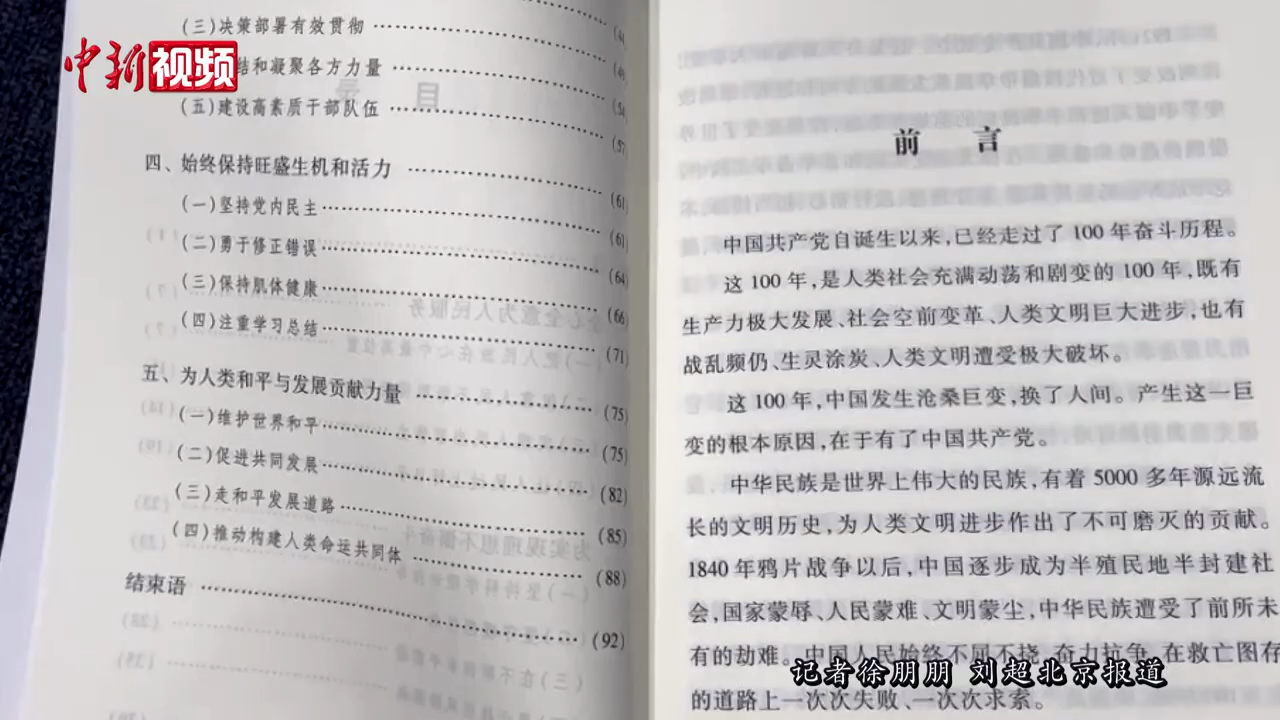 中新视频
(三)决策部署有效贯彻
结和凝聚各方力量
(五)建设高素质干部队伍 (57)
四、始终保持旺盛生机和活力 (61)
(一)坚持党内民主 (61)
(二)勇于修正错误 (64)
(三)保持肌体健康 (66)
(四)注重学习总结 (71)
五、为人类和平与发展贡献力量 (75)
(一)维护世界和平 (75)
(二)促进共同发展 (82)
(三)走和平发展道路 (85)
(四)推动构建人类命运共同体 (88)
结束语 (92)
前 言
中国共产党自诞生以来,已经走过了100年奋斗历程。
这100年,是人类社会充满动荡和剧变的100年,既有
生产力极大发展、社会空前变革、人类文明巨大进步,也有
战乱频仍、生灵涂炭、人类文明遭受极大破坏。
这100年,中国发生沧桑巨变,换了人间。产生这一巨
变的根本原因,在于有了中国共产党。
中华民族是世界上伟大的民族,有着5000多年源远流
长的文明历史,为人类文明进步作出了不可磨灭的贡献。
1840年鸦片战争以后,中国逐步成为半殖民地半封建社
会,国家蒙辱、人民蒙难、文明蒙尘,中华民族遭受了前所未
有的劫难。中国人民始终不屈不挠、奋力抗争,在救亡图存
的道路上一次次失败、一次次求索。
记者徐朋朋 刘超北京报道